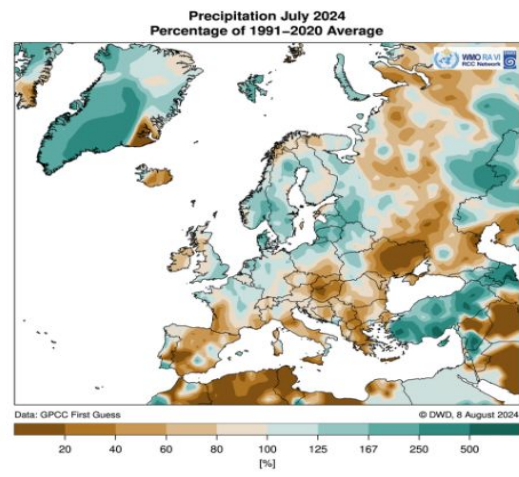 Precipitation July 2024
Percentage of 1991–2020 Average
WMO RA VI
RCC Network
Data: GPCC First Guess
© DWD, 8 August 2024
20 40 60 80 100 125 167 250 500
[%]